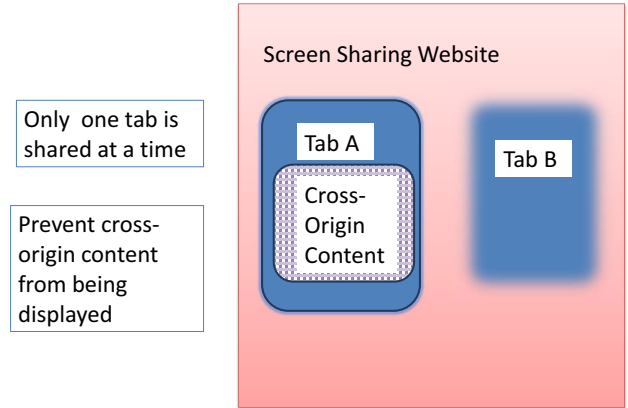 Screen Sharing Website
Only  one tab is
shared at a time
Tab A
Tab B
Cross-
Origin
Content
Prevent cross-
origin content
from being
displayed